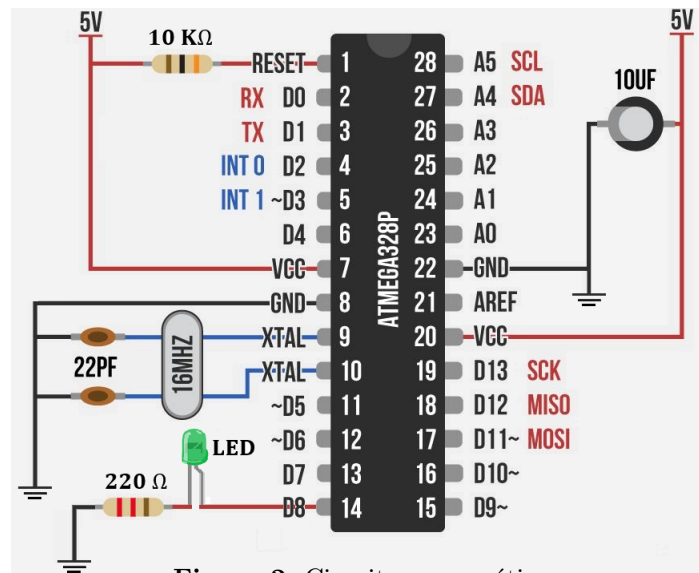 5V
5V
10 KΩ
RESET 1 28 A5 SCL
10UF
RX D0 2 27 A4 SDA
TX D1 3 26 A3
INT 0 D2 4 25 A2
INT 1 ~D3 5 24 A1
D4 6 23 A0
VCC 7 22 GND
GND 8 21 AREF
XTAL 9 20 VCC
XTAL 10 19 D13 SCK
~D5 11 18 D12 MISO
~D6 12 17 D11~ MOSI
D7 13 16 D10~
D8 14 15 D9~
ATMEGA328P
22PF
16MHZ
LED
220 Ω